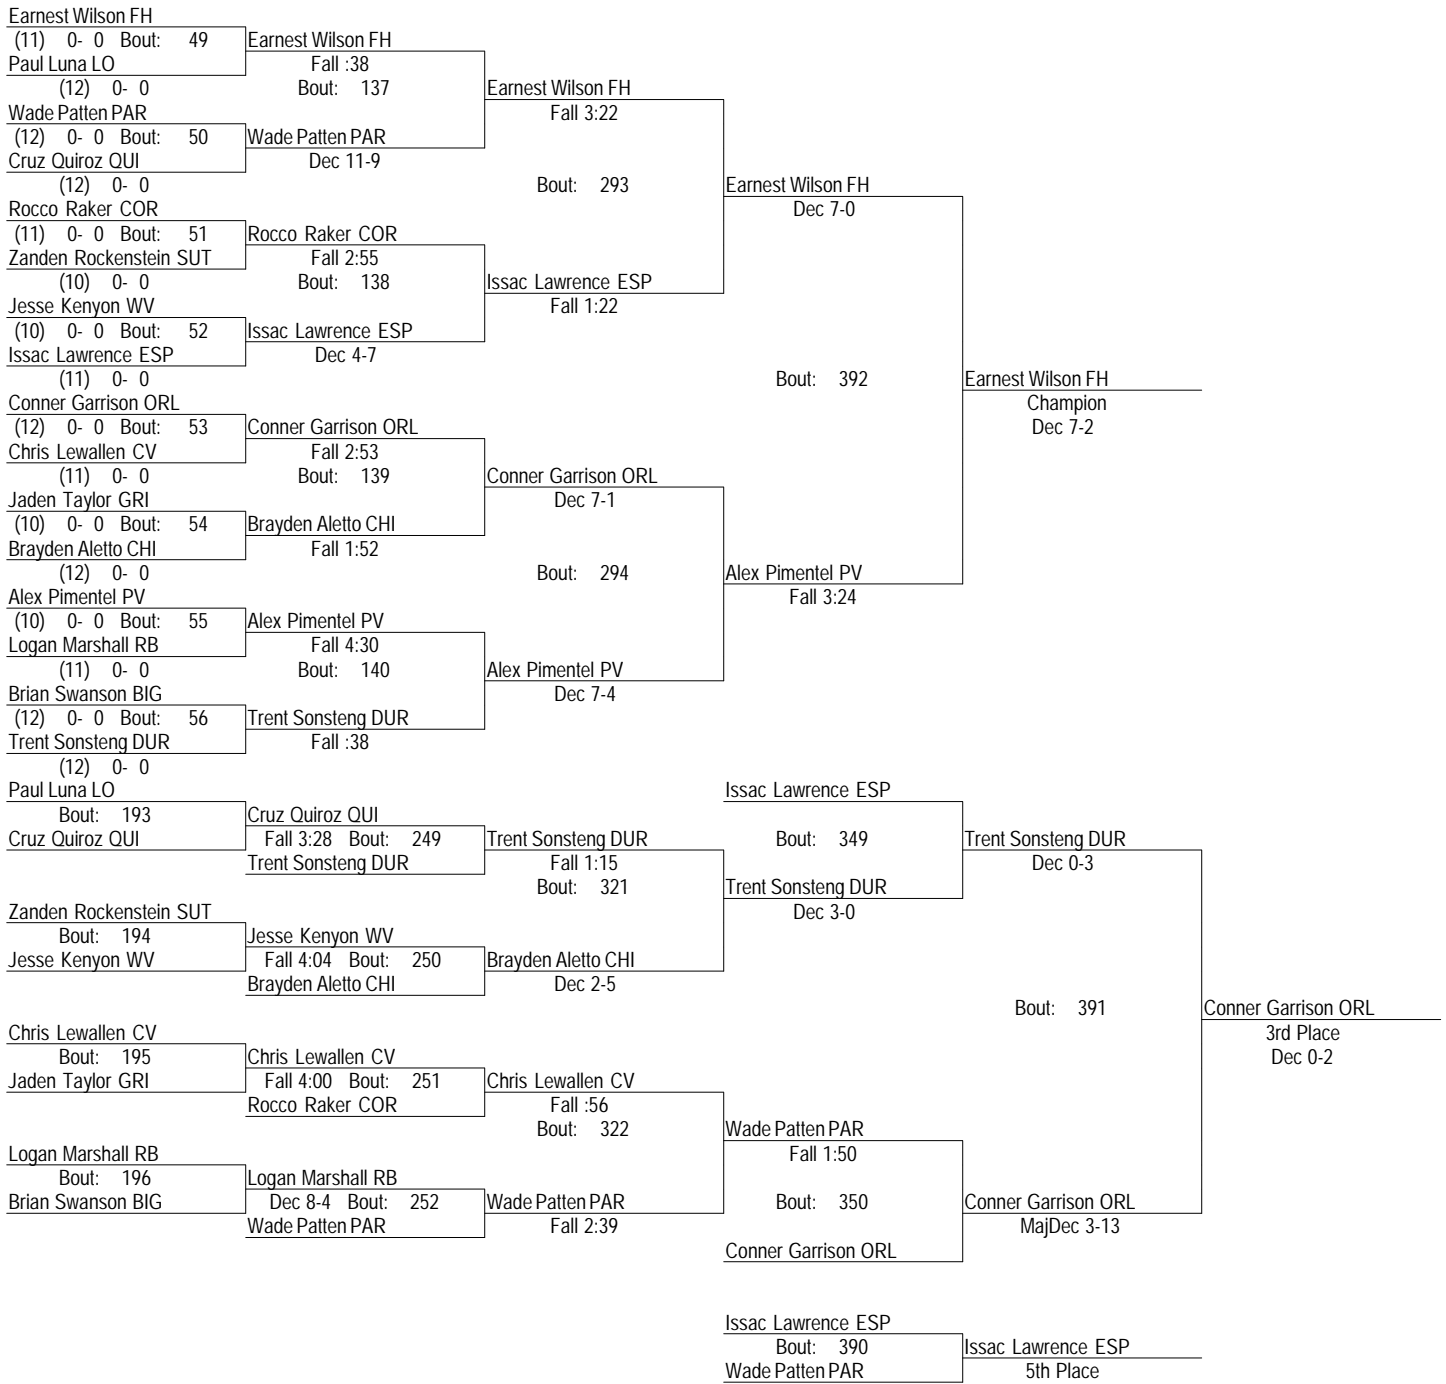 Earnest Wilson FH
(11) 0- 0 Bout: 49
Paul Luna LO
(12) 0- 0
Wade Patten PAR
(12) 0- 0 Bout: 50
Cruz Quiroz QUI
(12) 0- 0
Rocco Raker COR
(11) 0- 0 Bout: 51
Zanden Rockenstein SUT
(10) 0- 0
Jesse Kenyon WV
(10) 0- 0 Bout: 52
Issac Lawrence ESP
(11) 0- 0
Conner Garrison ORL
(12) 0- 0 Bout: 53
Chris Lewallen CV
(11) 0- 0
Jaden Taylor GRI
(10) 0- 0 Bout: 54
Brayden Aletto CHI
(12) 0- 0
Alex Pimentel PV
(10) 0- 0 Bout: 55
Logan Marshall RB
(11) 0- 0
Brian Swanson BIG
(12) 0- 0 Bout: 56
Trent Sonsteng DUR
(12) 0- 0
Earnest Wilson FH
Fall :38
Bout: 137
Wade Patten PAR
Dec 11-9
Rocco Raker COR
Fall 2:55
Bout: 138
Issac Lawrence ESP
Dec 4-7
Conner Garrison ORL
Fall 2:53
Bout: 139
Brayden Aletto CHI
Fall 1:52
Alex Pimentel PV
Fall 4:30
Bout: 140
Trent Sonsteng DUR
Fall :38
Earnest Wilson FH
Fall 3:22
Bout: 293
Issac Lawrence ESP
Fall 1:22
Conner Garrison ORL
Dec 7-1
Bout: 294
Alex Pimentel PV
Dec 7-4
Earnest Wilson FH
Dec 7-0
Bout: 392
Alex Pimentel PV
Fall 3:24
Earnest Wilson FH
Champion
Dec 7-2
Paul Luna LO
Bout: 193
Cruz Quiroz QUI
Zanden Rockenstein SUT
Bout: 194
Jesse Kenyon WV
Chris Lewallen CV
Bout: 195
Jaden Taylor GRI
Logan Marshall RB
Bout: 196
Brian Swanson BIG
Cruz Quiroz QUI
Fall 3:28 Bout: 249
Trent Sonsteng DUR
Jesse Kenyon WV
Fall 4:04 Bout: 250
Brayden Aletto CHI
Chris Lewallen CV
Fall 4:00 Bout: 251
Rocco Raker COR
Logan Marshall RB
Dec 8-4 Bout: 252
Wade Patten PAR
Trent Sonsteng DUR
Fall 1:15
Bout: 321
Brayden Aletto CHI
Dec 2-5
Chris Lewallen CV
Fall :56
Bout: 322
Wade Patten PAR
Fall 2:39
Issac Lawrence ESP
Bout: 349
Trent Sonsteng DUR
Dec 3-0
Wade Patten PAR
Fall 1:50
Bout: 350
Conner Garrison ORL
Trent Sonsteng DUR
Dec 0-3
Bout: 391
Conner Garrison ORL
MajDec 3-13
Conner Garrison ORL
3rd Place
Dec 0-2
Issac Lawrence ESP
Bout: 390
Wade Patten PAR
Issac Lawrence ESP
5th Place